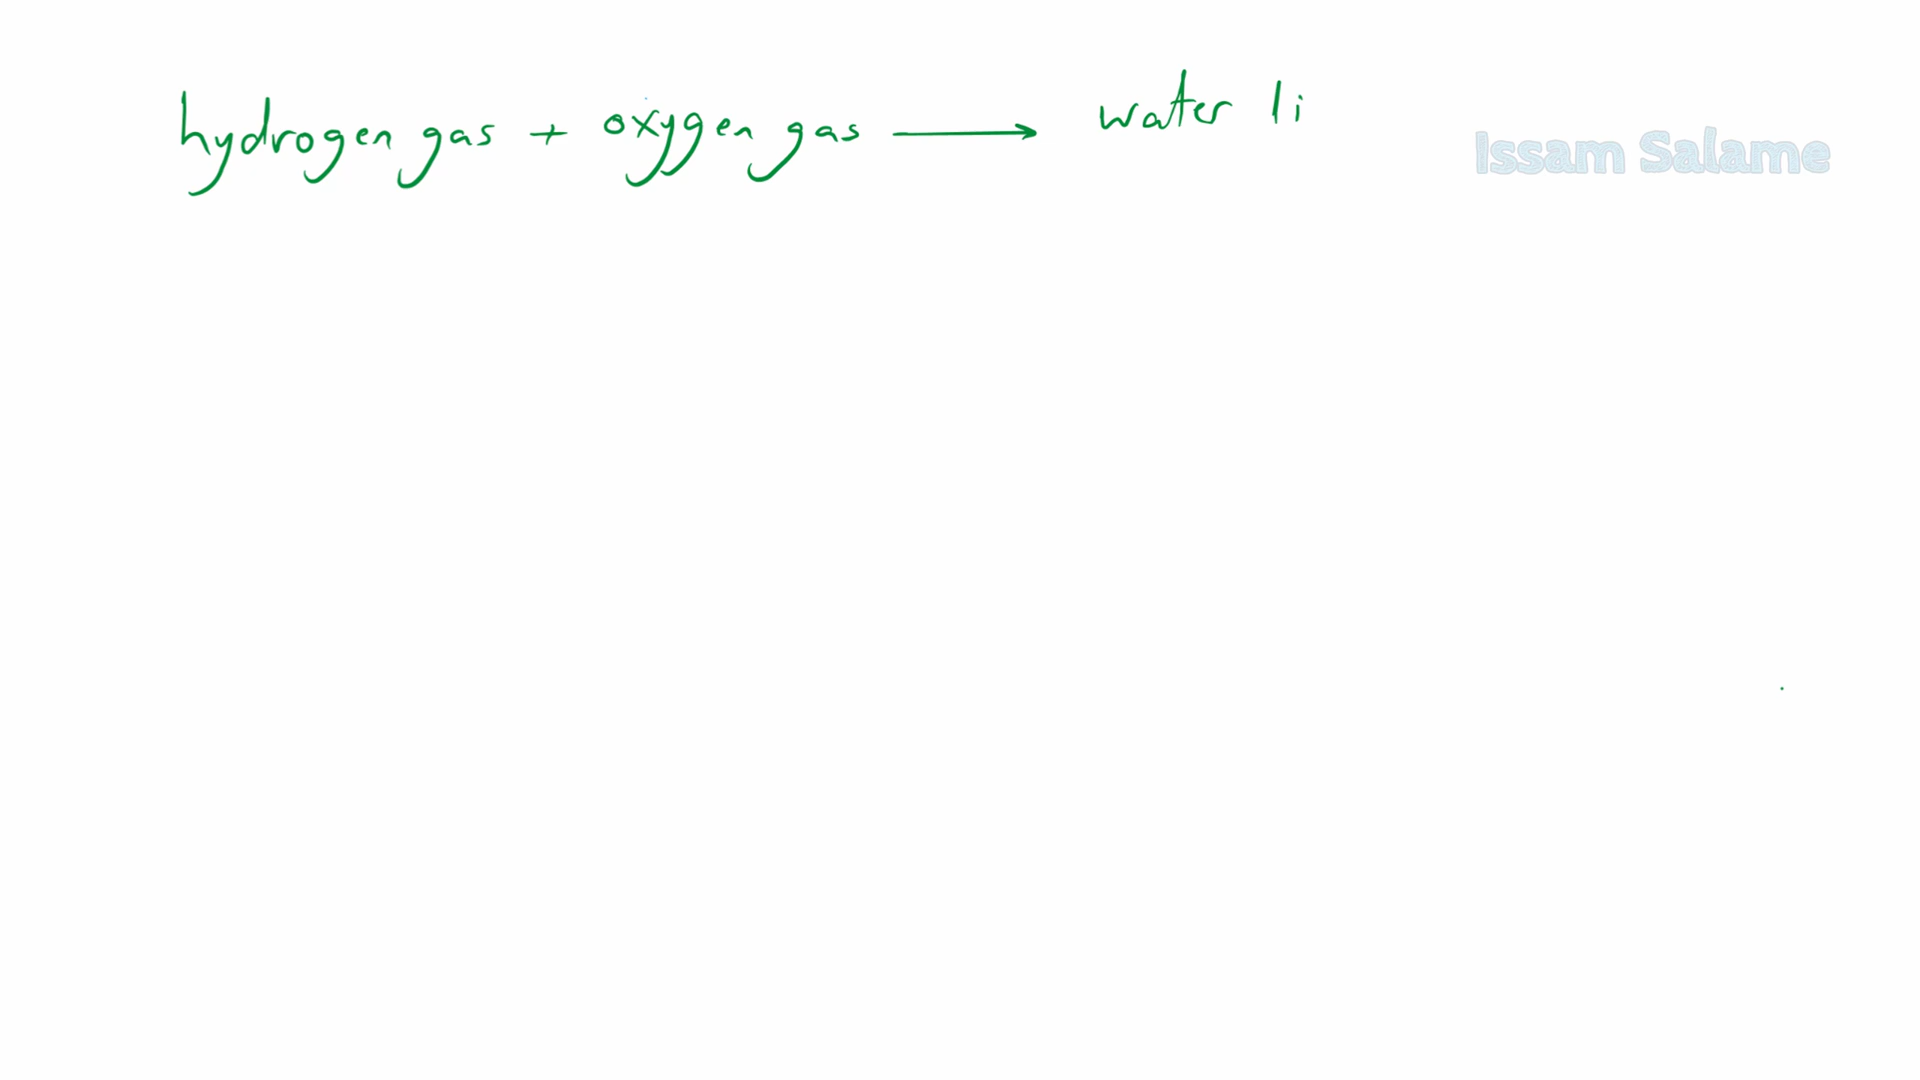 hydrogen gas + oxygen gas → water li
Issam Salame